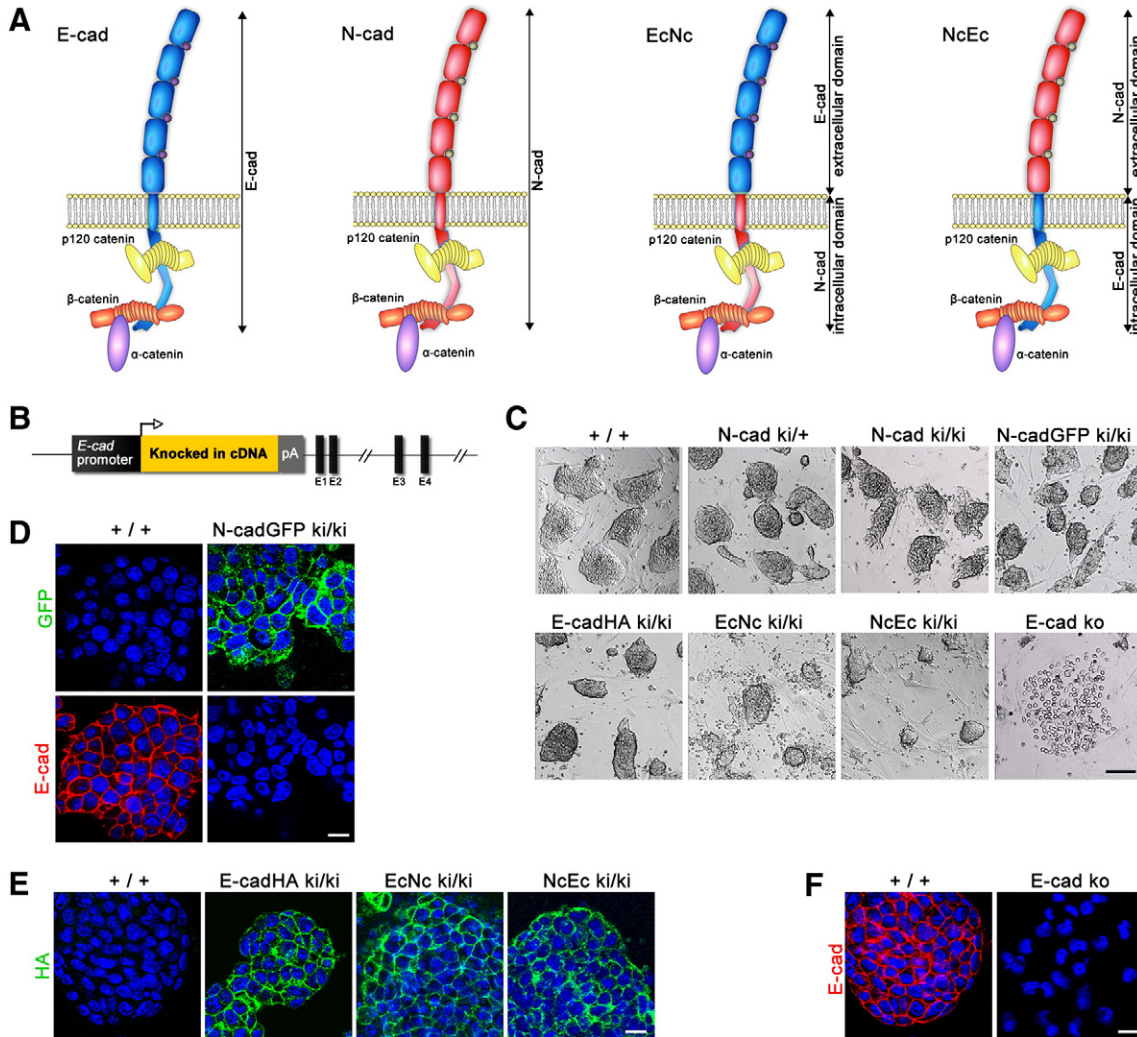 A
E-cad
E-cad
p120 catenin
β-catenin
α-catenin
N-cad
N-cad
p120 catenin
β-catenin
α-catenin
EcNc
E-cad
extracellular domain
N-cad
intracellular domain
p120 catenin
β-catenin
α-catenin
NcEc
N-cad
extracellular domain
E-cad
intracellular domain
p120 catenin
β-catenin
α-catenin
B
E-cad
promoter
Knocked in cDNA
pA
E1 E2
E3
E4
C
+ / +
N-cad ki/+
N-cad ki/ki
N-cadGFP ki/ki
E-cadHA ki/ki
EcNc ki/ki
NcEc ki/ki
E-cad ko
D
+ / +
N-cadGFP ki/ki
GFP
E-cad
E
+ / +
E-cadHA ki/ki
EcNc ki/ki
NcEc ki/ki
HA
F
+ / +
E-cad ko
E-cad